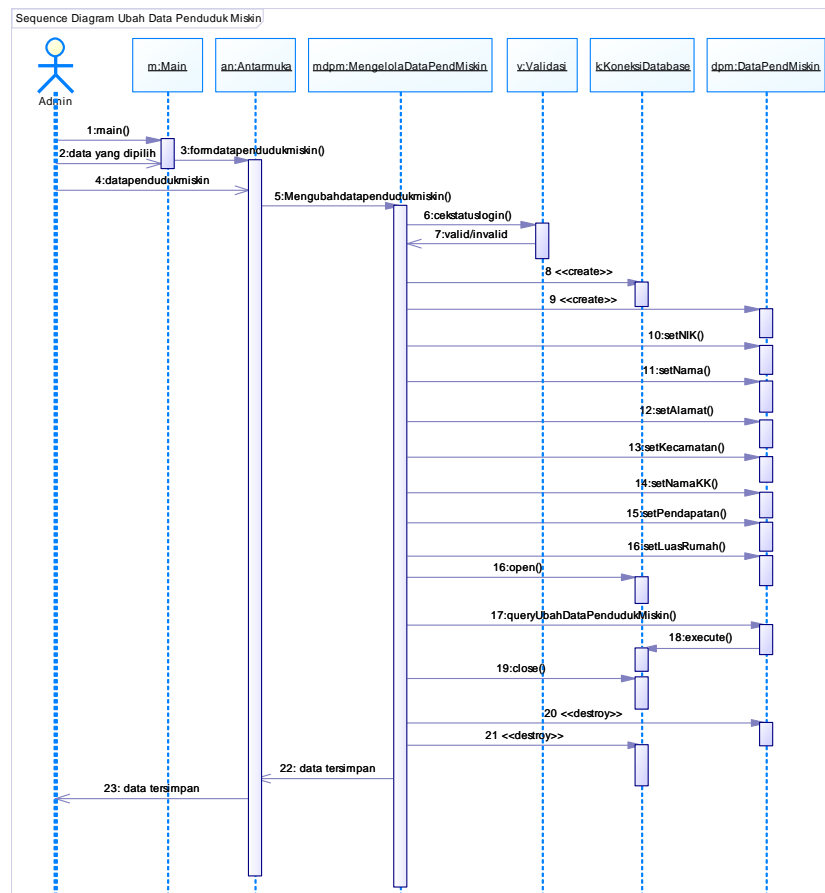 Sequence Diagram Ubah Data Penduduk Miskin
Admin
m:Main
an:Antarmuka
mdpm:MengelolaDataPendMiskin
v:Validasi
k:KoneksiDatabase
dpm:DataPendMiskin
1:main()
2:data yang dipilih
3:formdatapendudukmiskin()
4:datapendudukmiskin
5:Mengubahdatapendudukmiskin()
6:cekstatuslogin()
7:valid/invalid
8 <<create>>
9 <<create>>
10:setNIK()
11:setNama()
12:setAlamat()
13:setKecamatan()
14:setNamaKK()
15:setPendapatan()
16:setLuasRumah()
16:open()
17:queryUbahDataPendudukMiskin()
18:execute()
19:close()
20 <<destroy>>
21 <<destroy>>
22: data tersimpan
23: data tersimpan